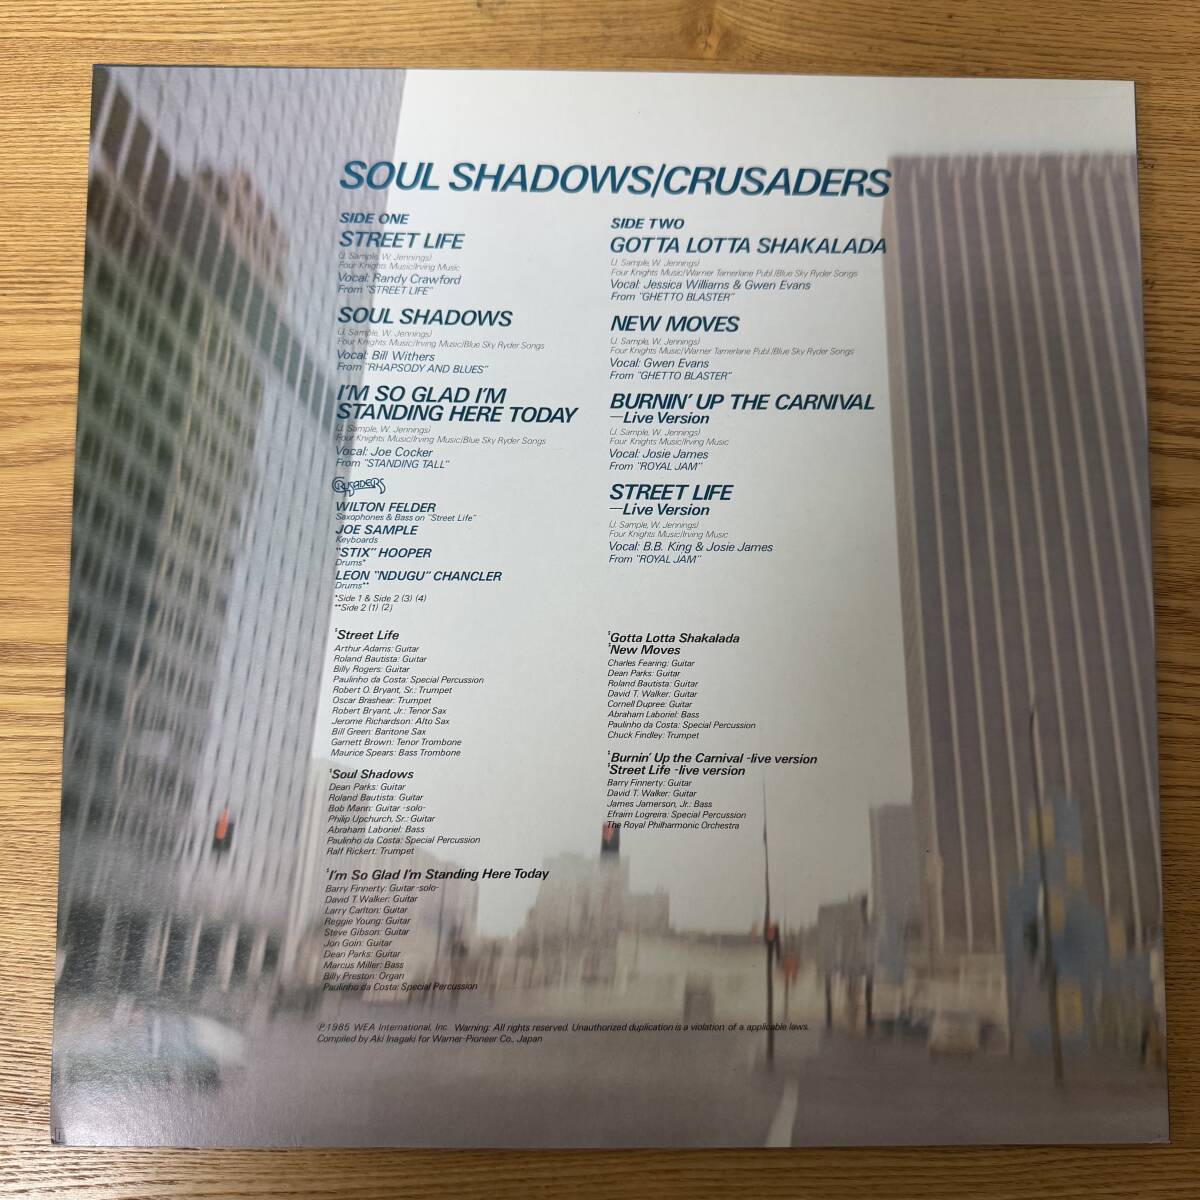 SOUL SHADOWS/CRUSADERS
SIDE ONE
STREET LIFE
(J. Sample, W. Jennings)
Four Knights Music/Irving Music
Vocal: Randy Crawford
From "STREET LIFE"
SOUL SHADOWS
(J. Sample, W. Jennings)
Four Knights Music/Irving Music/Blue Sky Ryder Songs
Vocal: Bill Withers
From "RHAPSODY AND BLUES"
I'M SO GLAD I'M
STANDING HERE TODAY
(J. Sample, W. Jennings)
Four Knights Music/Irving Music/Blue Sky Ryder Songs
Vocal: Joe Cocker
From "STANDING TALL"
CRUSADERS
WILTON FELDER
Saxophones & Bass on "Street Life"
JOE SAMPLE
Keyboards
"STIX" HOOPER
Drums*
LEON "NDUGU" CHANCLER
Drums**
*Side 1 & Side 2 (3) (4)
**Side 2 (1) (2)
Street Life
Arthur Adams: Guitar
Roland Bautista: Guitar
Billy Rogers: Guitar
Paulinho da Costa: Special Percussion
Robert O. Bryant, Sr.: Trumpet
Oscar Brashear: Trumpet
Robert Bryant, Jr.: Tenor Sax
Jerome Richardson: Alto Sax
Bill Green: Baritone Sax
Garnett Brown: Tenor Trombone
Maurice Spears: Bass Trombone
Soul Shadows
Dean Parks: Guitar
Roland Bautista: Guitar
Bob Mann: Guitar -solo-
Philip Upchurch, Sr.: Guitar
Abraham Laboriel: Bass
Paulinho da Costa: Special Percussion
Ralf Rickert: Trumpet
I'm So Glad I'm Standing Here Today
Barry Finnerty: Guitar -solo-
David T. Walker: Guitar
Larry Carlton: Guitar
Reggie Young: Guitar
Steve Gibson: Guitar
Jon Goin: Guitar
Dean Parks: Guitar
Marcus Miller: Bass
Billy Preston: Organ
Paulinho da Costa: Special Percussion
SIDE TWO
GOTTA LOTTA SHAKALADA
(J. Sample, W. Jennings)
Four Knights Music/Warner Tamerlane Publ./Blue Sky Ryder Songs
Vocal: Jessica Williams & Gwen Evans
From "GHETTO BLASTER"
NEW MOVES
(J. Sample, W. Jennings)
Four Knights Music/Warner Tamerlane Publ./Blue Sky Ryder Songs
Vocal: Gwen Evans
From "GHETTO BLASTER"
BURNIN' UP THE CARNIVAL
—Live Version
(J. Sample, W. Jennings)
Four Knights Music/Irving Music
Vocal: Josie James
From "ROYAL JAM"
STREET LIFE
—Live Version
(J. Sample, W. Jennings)
Four Knights Music/Irving Music
Vocal: B.B. King & Josie James
From "ROYAL JAM"
Gotta Lotta Shakalada
New Moves
Charles Fearing: Guitar
Dean Parks: Guitar
Roland Bautista: Guitar
David T. Walker: Guitar
Cornell Dupree: Guitar
Abraham Laboriel: Bass
Paulinho da Costa: Special Percussion
Chuck Findley: Trumpet
Burnin' Up the Carnival -live version
Street Life -live version
Barry Finnerty: Guitar
David T. Walker: Guitar
James Jamerson, Jr.: Bass
Efraim Logreira: Special Percussion
The Royal Philharmonic Orchestra
℗1985 WEA International, Inc. Warning: All rights reserved. Unauthorized duplication is a violation of a applicable laws.
Compiled by Aki Inagaki for Warner-Pioneer Co., Japan